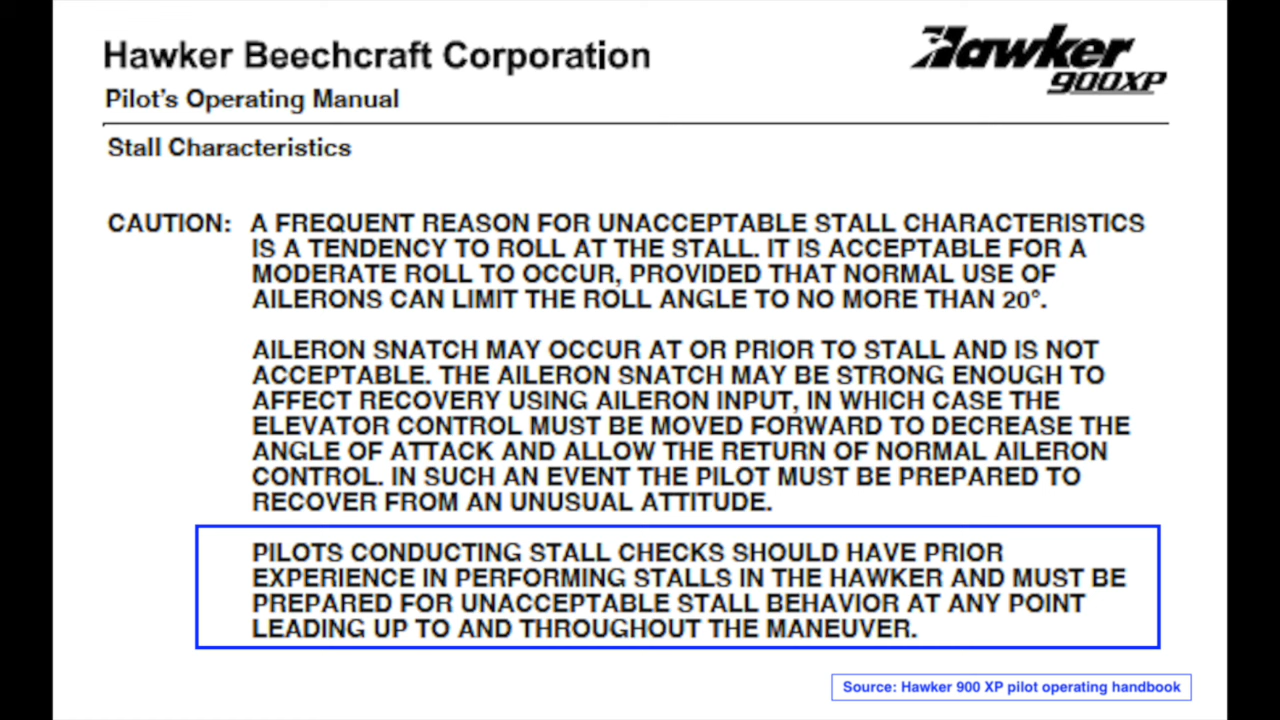 Hawker Beechcraft Corporation
Hawker
900XP
Pilot's Operating Manual
Stall Characteristics
CAUTION: A FREQUENT REASON FOR UNACCEPTABLE STALL CHARACTERISTICS
IS A TENDENCY TO ROLL AT THE STALL. IT IS ACCEPTABLE FOR A
MODERATE ROLL TO OCCUR, PROVIDED THAT NORMAL USE OF
AILERONS CAN LIMIT THE ROLL ANGLE TO NO MORE THAN 20°.
AILERON SNATCH MAY OCCUR AT OR PRIOR TO STALL AND IS NOT
ACCEPTABLE. THE AILERON SNATCH MAY BE STRONG ENOUGH TO
AFFECT RECOVERY USING AILERON INPUT, IN WHICH CASE THE
ELEVATOR CONTROL MUST BE MOVED FORWARD TO DECREASE THE
ANGLE OF ATTACK AND ALLOW THE RETURN OF NORMAL AILERON
CONTROL. IN SUCH AN EVENT THE PILOT MUST BE PREPARED TO
RECOVER FROM AN UNUSUAL ATTITUDE.
PILOTS CONDUCTING STALL CHECKS SHOULD HAVE PRIOR
EXPERIENCE IN PERFORMING STALLS IN THE HAWKER AND MUST BE
PREPARED FOR UNACCEPTABLE STALL BEHAVIOR AT ANY POINT
LEADING UP TO AND THROUGHOUT THE MANEUVER.
Source: Hawker 900 XP pilot operating handbook